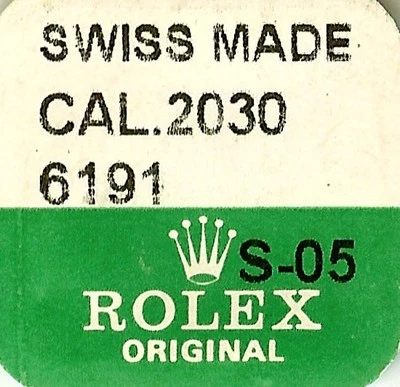 SWISS MADE
CAL.2030
6191
S-05
ROLEX
ORIGINAL